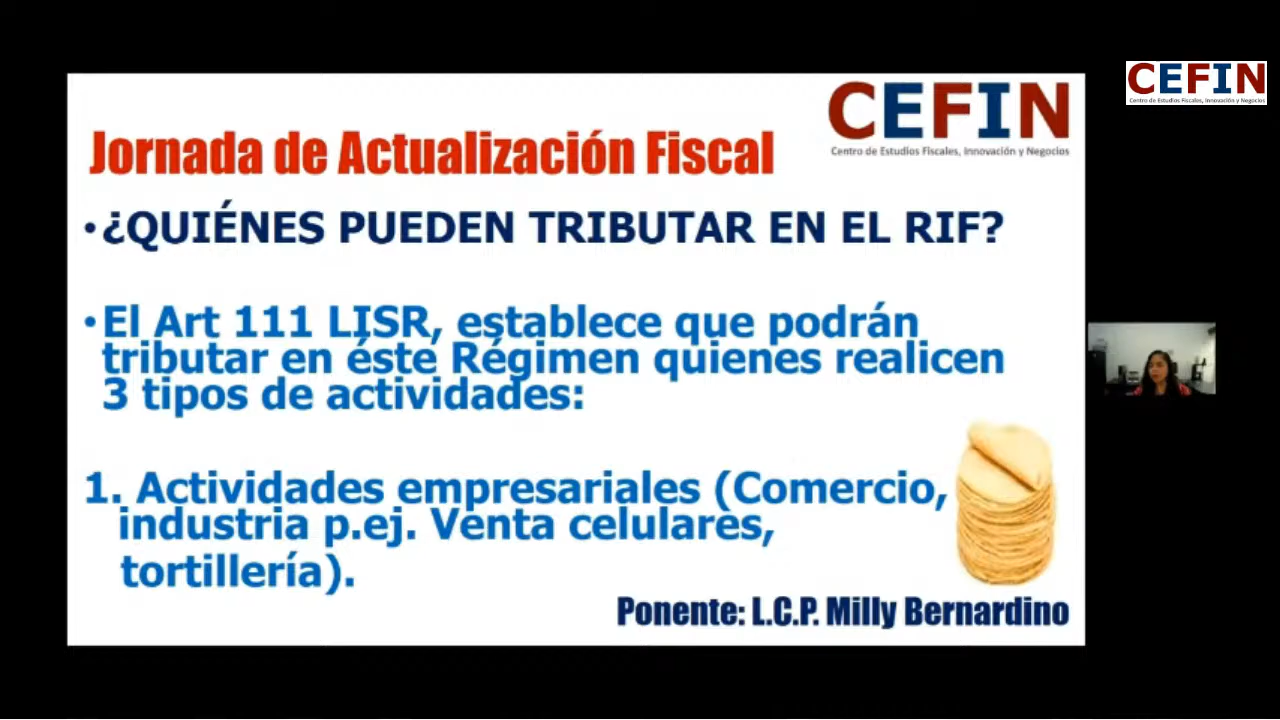 CEFIN
Centro de Estudios Fiscales, Innovación y Negocios
Jornada de Actualización Fiscal
•¿QUIÉNES PUEDEN TRIBUTAR EN EL RIF?
•El Art 111 LISR, establece que podrán
tributar en éste Régimen quienes realicen
3 tipos de actividades:
1. Actividades empresariales (Comercio,
industria p.ej. Venta celulares,
tortillería).
Ponente: L.C.P. Milly Bernardino
CEFIN
Centro de Estudios Fiscales, Innovación y Negocios